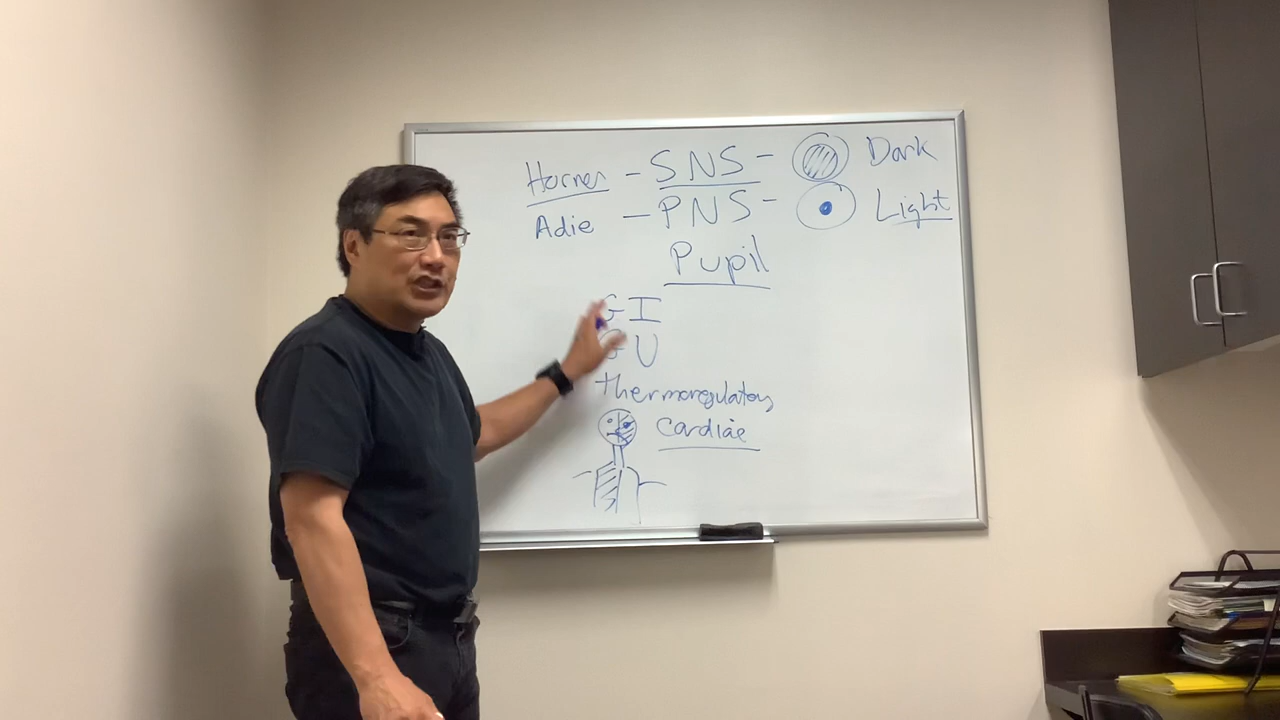 Horner - SNS - Dark
Adie - PNS - Light
Pupil
GI
GU
thermoregulatory
Cardiac